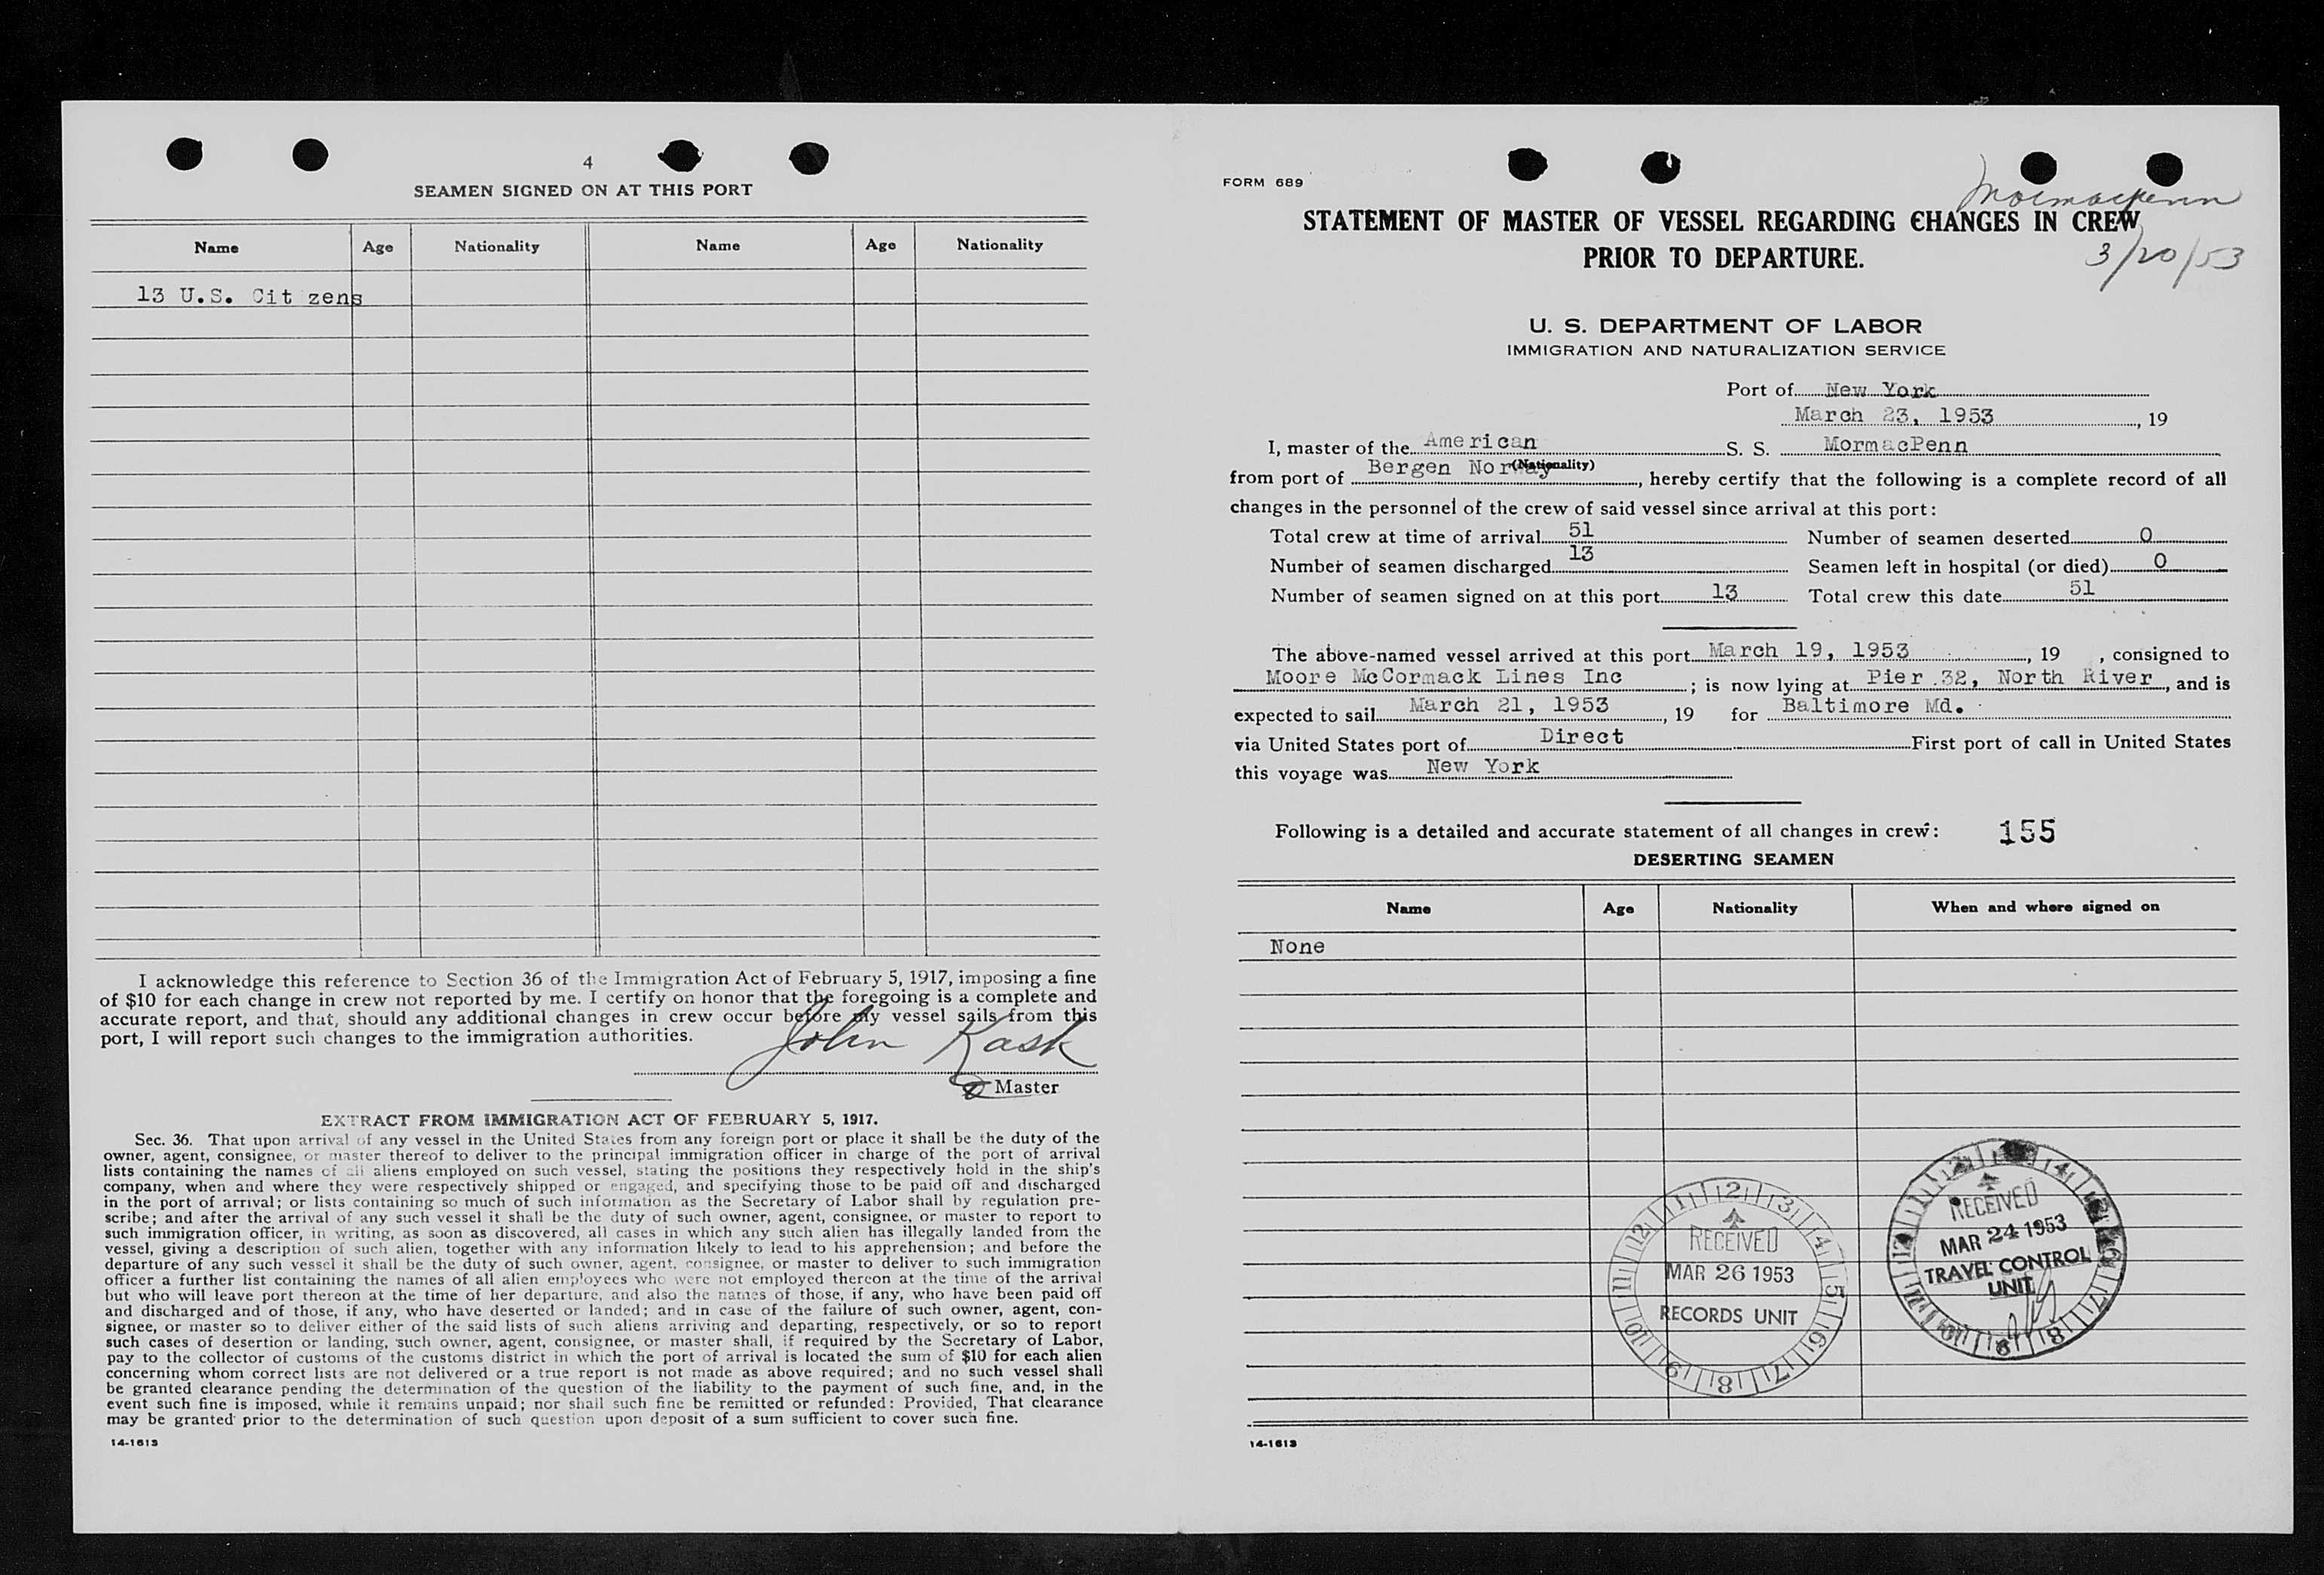 4
SEAMEN SIGNED ON AT THIS PORT
Name Age Nationality Name Age Nationality
13 U.S. Cit zens
I acknowledge this reference to Section 36 of the Immigration Act of February 5, 1917, imposing a fine
of $10 for each change in crew not reported by me. I certify on honor that the foregoing is a complete and
accurate report, and that, should any additional changes in crew occur before my vessel sails from this
port, I will report such changes to the immigration authorities.
John Kask
Master
EXTRACT FROM IMMIGRATION ACT OF FEBRUARY 5, 1917.
Sec. 36. That upon arrival of any vessel in the United States from any foreign port or place it shall be the duty of the
owner, agent, consignee, or master thereof to deliver to the principal immigration officer in charge of the port of arrival
lists containing the names of all aliens employed on such vessel, stating the positions they respectively hold in the ship's
company, when and where they were respectively shipped or engaged, and specifying those to be paid off and discharged
in the port of arrival; or lists containing so much of such information as the Secretary of Labor shall by regulation pre-
scribe; and after the arrival of any such vessel it shall be the duty of such owner, agent, consignee, or master to report to
such immigration officer, in writing, as soon as discovered, all cases in which any such alien has illegally landed from the
vessel, giving a description of such alien, together with any information likely to lead to his apprehension; and before the
departure of any such vessel it shall be the duty of such owner, agent, consignee, or master to deliver to such immigration
officer a further list containing the names of all alien employees who were not employed thereon at the time of the arrival
but who will leave port thereon at the time of her departure, and also the names of those, if any, who have been paid off
and discharged and of those, if any, who have deserted or landed; and in case of the failure of such owner, agent, con-
signee, or master so to deliver either of the said lists of such aliens arriving and departing, respectively, or so to report
such cases of desertion or landing, such owner, agent, consignee, or master shall, if required by the Secretary of Labor,
pay to the collector of customs of the customs district in which the port of arrival is located the sum of $10 for each alien
concerning whom correct lists are not delivered or a true report is not made as above required; and no such vessel shall
be granted clearance pending the determination of the question of the liability to the payment of such fine, and, in the
event such fine is imposed, while it remains unpaid; nor shall such fine be remitted or refunded: Provided, That clearance
may be granted prior to the determination of such question upon deposit of a sum sufficient to cover such fine.
14-1613
FORM 689
Mormacpenn
STATEMENT OF MASTER OF VESSEL REGARDING CHANGES IN CREW
PRIOR TO DEPARTURE.
3/20/53
U. S. DEPARTMENT OF LABOR
IMMIGRATION AND NATURALIZATION SERVICE
Port of New York
March 23, 1953, 19
I, master of the American S. S. MormacPenn
(Nationality)
from port of Bergen Norway, hereby certify that the following is a complete record of all
changes in the personnel of the crew of said vessel since arrival at this port:
Total crew at time of arrival 51 Number of seamen deserted 0
Number of seamen discharged 13 Seamen left in hospital (or died) 0
Number of seamen signed on at this port 13 Total crew this date 51
The above-named vessel arrived at this port March 19, 1953, 19 , consigned to
Moore McCormack Lines Inc ; is now lying at Pier 32, North River, and is
expected to sail March 21, 1953, 19 for Baltimore Md.
via United States port of Direct First port of call in United States
this voyage was New York
Following is a detailed and accurate statement of all changes in crew: 155
DESERTING SEAMEN
Name Age Nationality When and where signed on
None
1 2 3 4 5 6 7 8 9 10 11 12
RECEIVED
MAR 26 1953
RECORDS UNIT
RECEIVED
MAR 24 1953
TRAVEL CONTROL
UNIT
14-1613